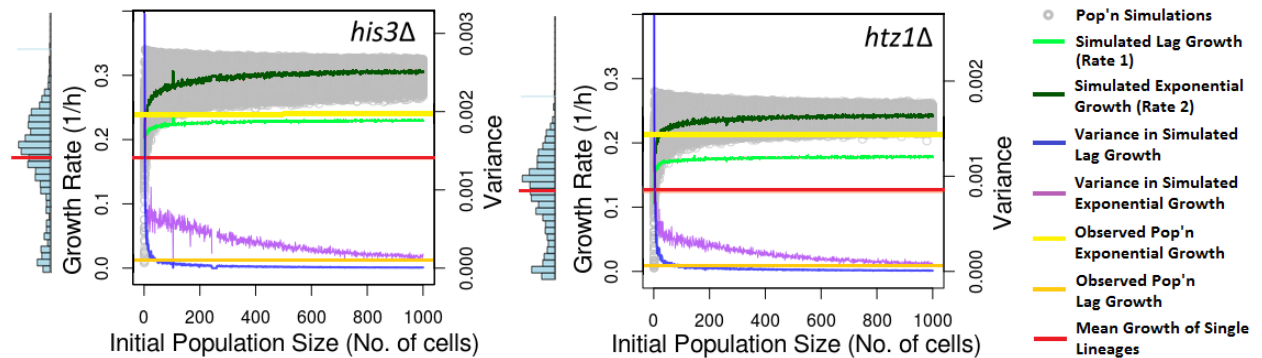 his3Δ
Growth Rate (1/h)
0.0
0.1
0.2
0.3
0.000
0.001
0.002
0.003
Variance
0 200 400 600 800 1000
Initial Population Size (No. of cells)
htz1Δ
Growth Rate (1/h)
0.0
0.1
0.2
0.3
0.000
0.001
0.002
Variance
0 200 400 600 800 1000
Initial Population Size (No. of cells)
Pop'n Simulations
Simulated Lag Growth
(Rate 1)
Simulated Exponential
Growth (Rate 2)
Variance in Simulated
Lag Growth
Variance in Simulated
Exponential Growth
Observed Pop'n
Exponential Growth
Observed Pop'n
Lag Growth
Mean Growth of Single
Lineages